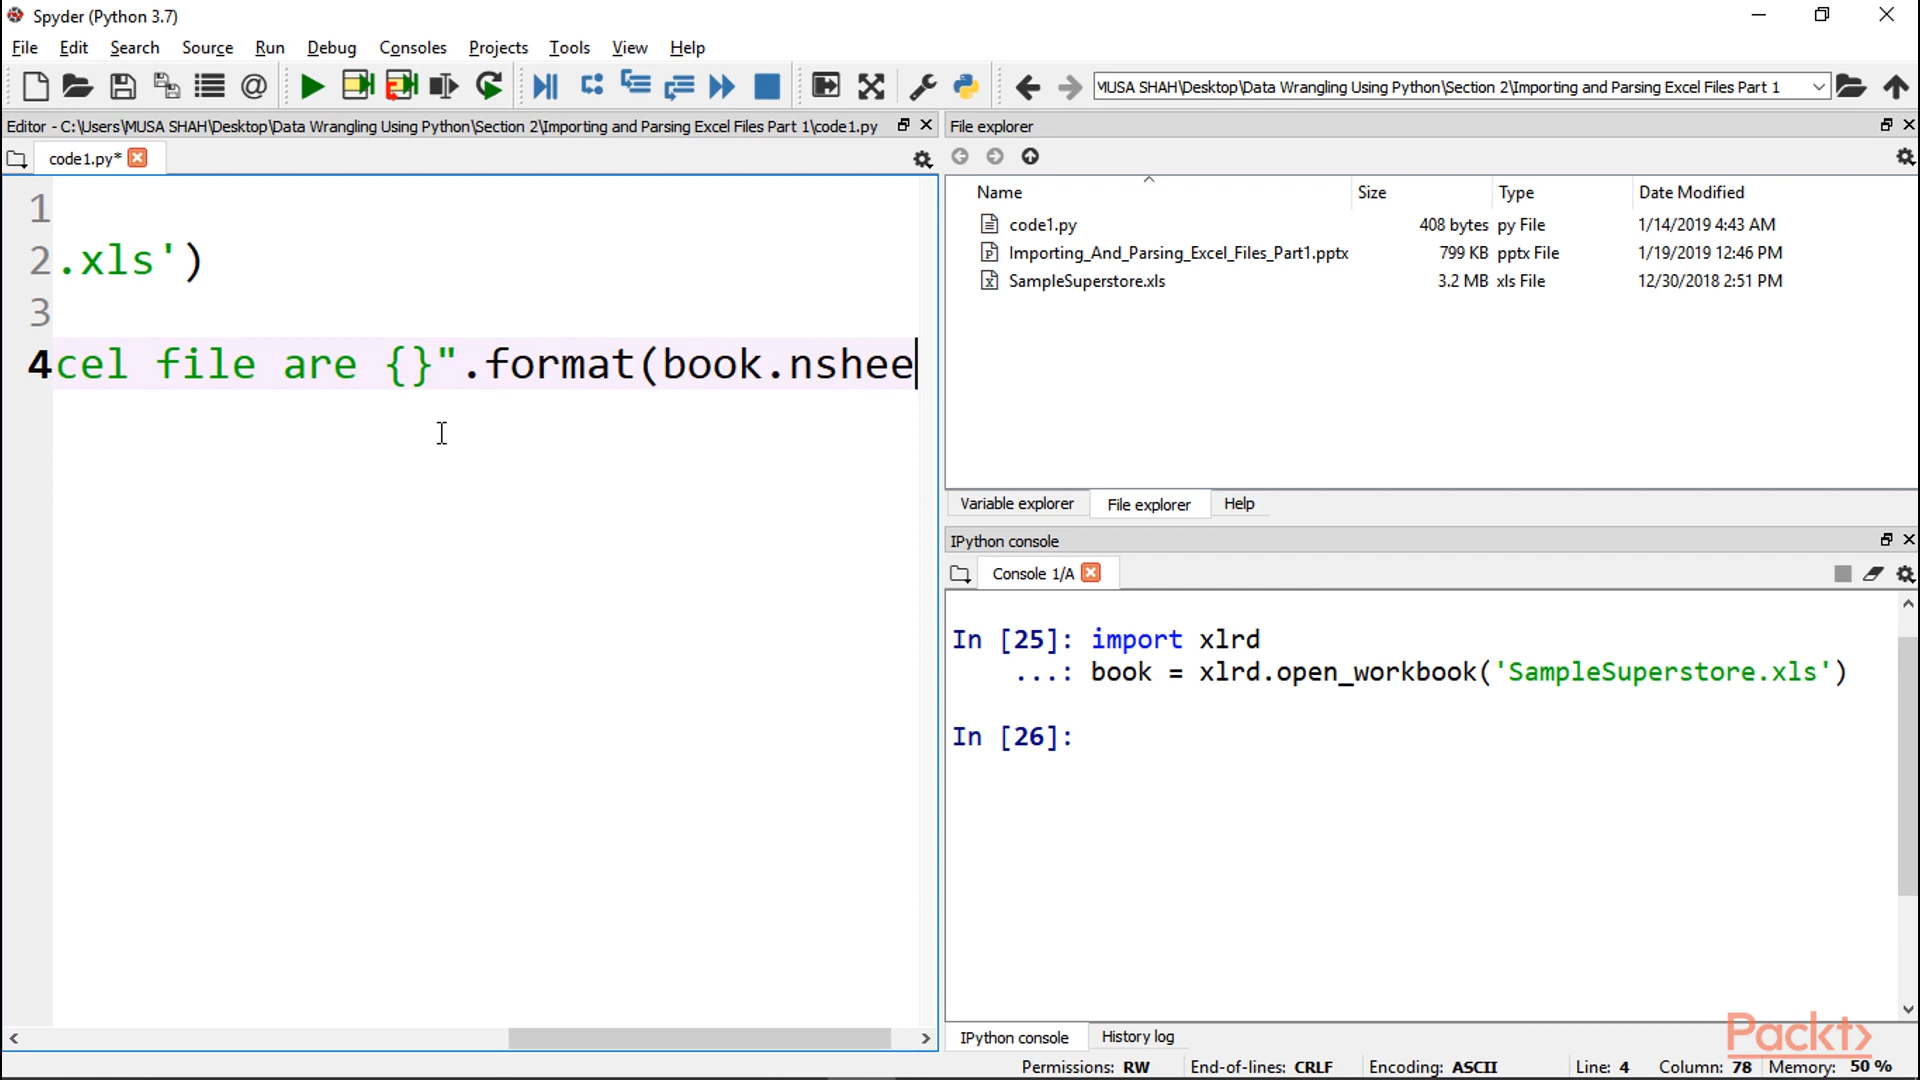 Spyder (Python 3.7)
File Edit Search Source Run Debug Consoles Projects Tools View Help
MUSA SHAH\Desktop\Data Wrangling Using Python\Section 2\Importing and Parsing Excel Files Part 1
Editor - C:\Users\MUSA SHAH\Desktop\Data Wrangling Using Python\Section 2\Importing and Parsing Excel Files Part 1\code1.py
code1.py*
1
2 .xls')
3
4 cel file are {}".format(book.nshee
File explorer
Name Size Type Date Modified
code1.py 408 bytes py File 1/14/2019 4:43 AM
Importing_And_Parsing_Excel_Files_Part1.pptx 799 KB pptx File 1/19/2019 12:46 PM
SampleSuperstore.xls 3.2 MB xls File 12/30/2018 2:51 PM
Variable explorer File explorer Help
IPython console
Console 1/A
In [25]: import xlrd
...: book = xlrd.open_workbook('SampleSuperstore.xls')
In [26]:
IPython console History log
Packt>
Permissions: RW End-of-lines: CRLF Encoding: ASCII Line: 4 Column: 78 Memory: 50 %